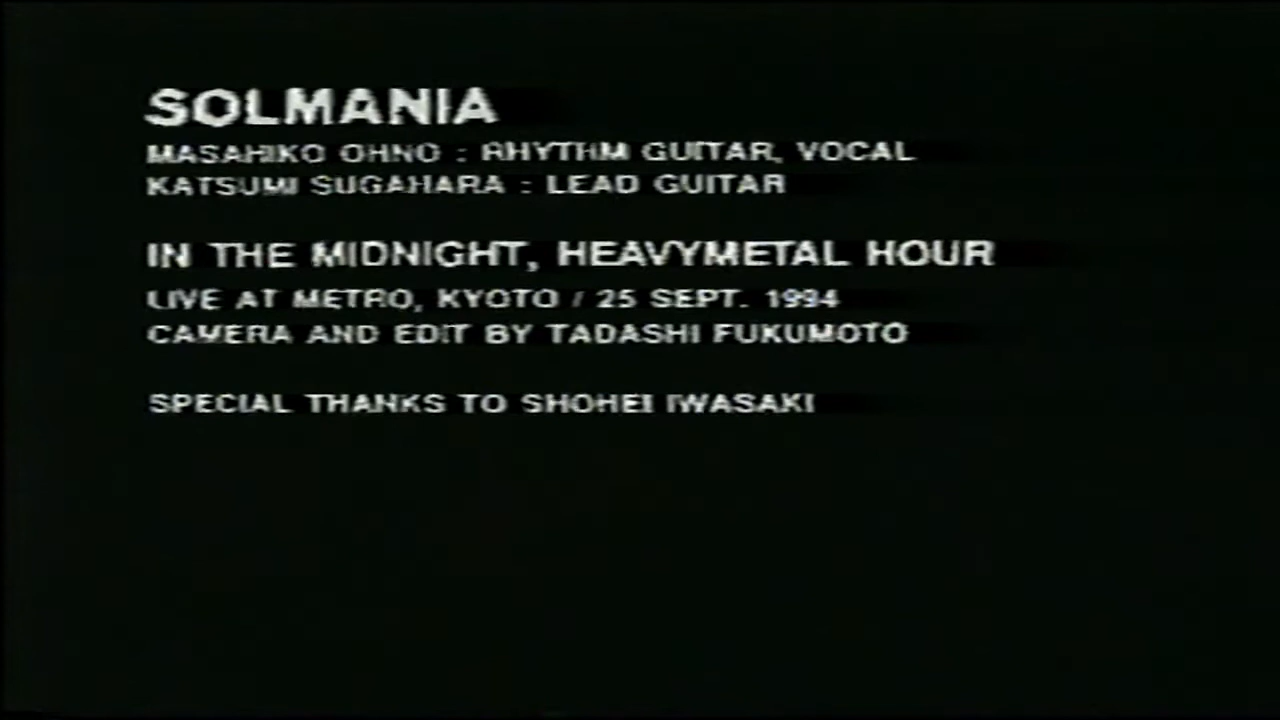 SOLMANIA
MASAHIKO OHNO : RHYTHM GUITAR, VOCAL
KATSUMI SUGAHARA : LEAD GUITAR
IN THE MIDNIGHT, HEAVYMETAL HOUR
LIVE AT METRO, KYOTO / 25 SEPT. 1994
CAMERA AND EDIT BY TADASHI FUKUMOTO
SPECIAL THANKS TO SHOHEI IWASAKI